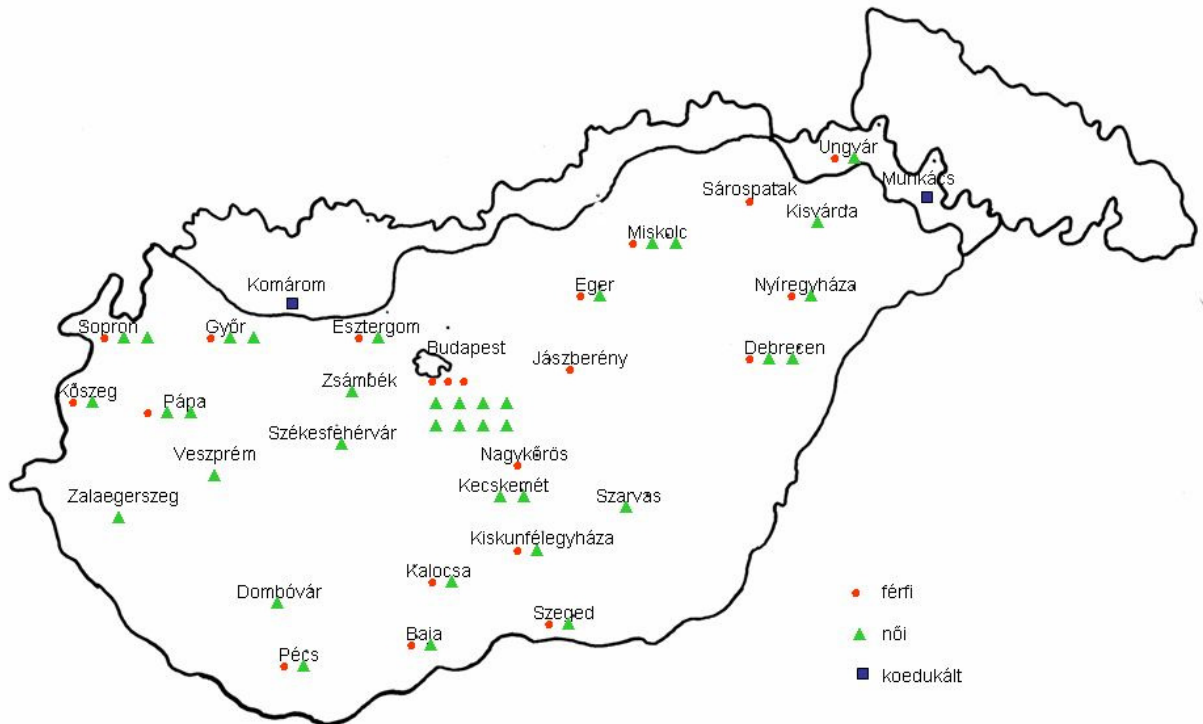 Ungvár
Munkács
Sárospatak
Kisvárda
Miskolc
Komárom
Eger
Nyíregyháza
Sopron
Győr
Esztergom
Budapest
Jászberény
Debrecen
Kőszeg
Pápa
Zsámbék
Székesfehérvár
Veszprém
Nagykőrös
Kecskemét
Zalaegerszeg
Szarvas
Kiskunfélegyháza
Kalocsa
Dombóvár
Szeged
Baja
Pécs
férfi
női
koedukált